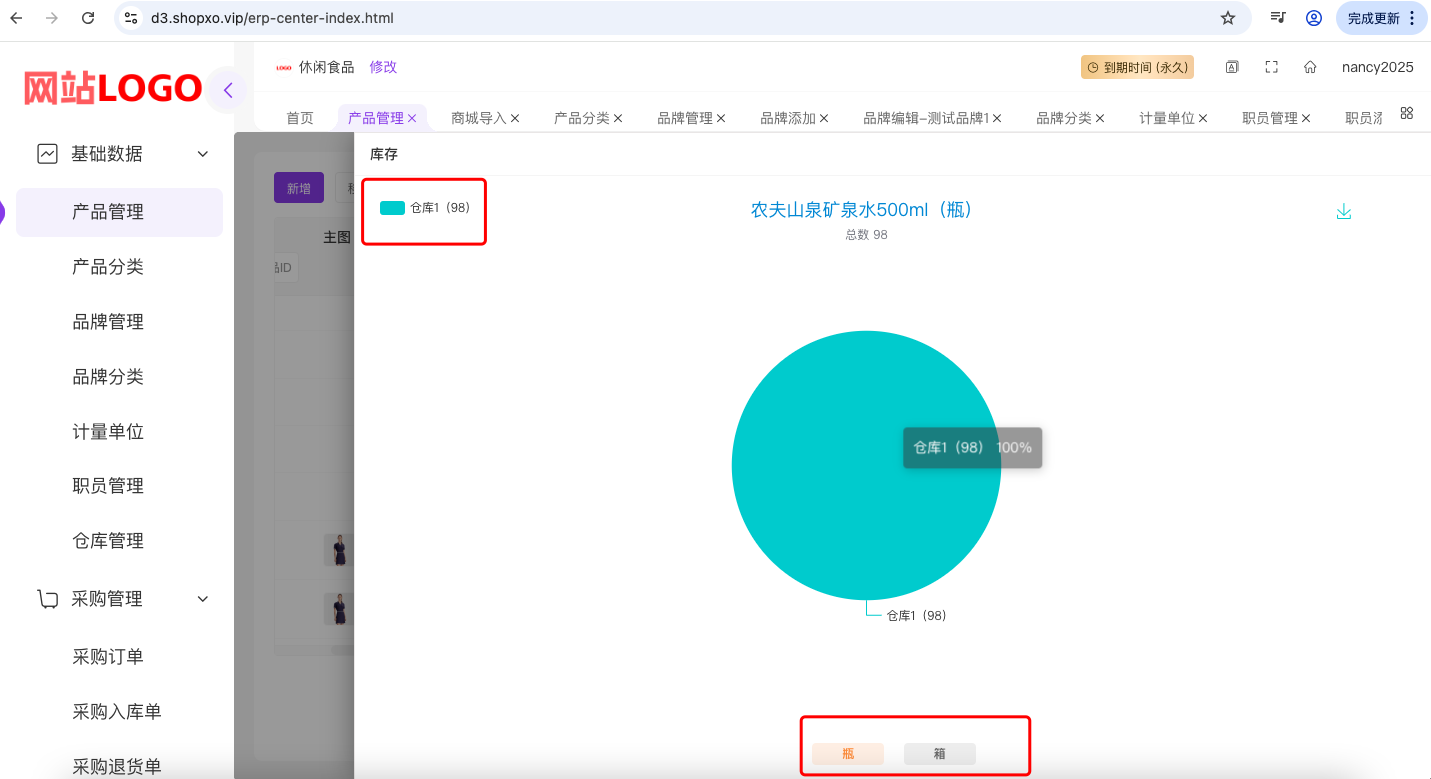 d3.shopxo.vip/erp-center-index.html
完成更新
网站LOGO
LOGO 休闲食品 修改
到期时间 (永久)
nancy2025
首页 产品管理 商城导入 产品分类 品牌管理 品牌添加 品牌编辑-测试品牌1 品牌分类 计量单位 职员管理 职员添
基础数据
产品管理
产品分类
品牌管理
品牌分类
计量单位
职员管理
仓库管理
采购管理
采购订单
采购入库单
采购退货单
新增
主图
品ID
库存
仓库1（98）
农夫山泉矿泉水500ml（瓶）
总数 98
仓库1（98） 100%
仓库1（98）
瓶 箱